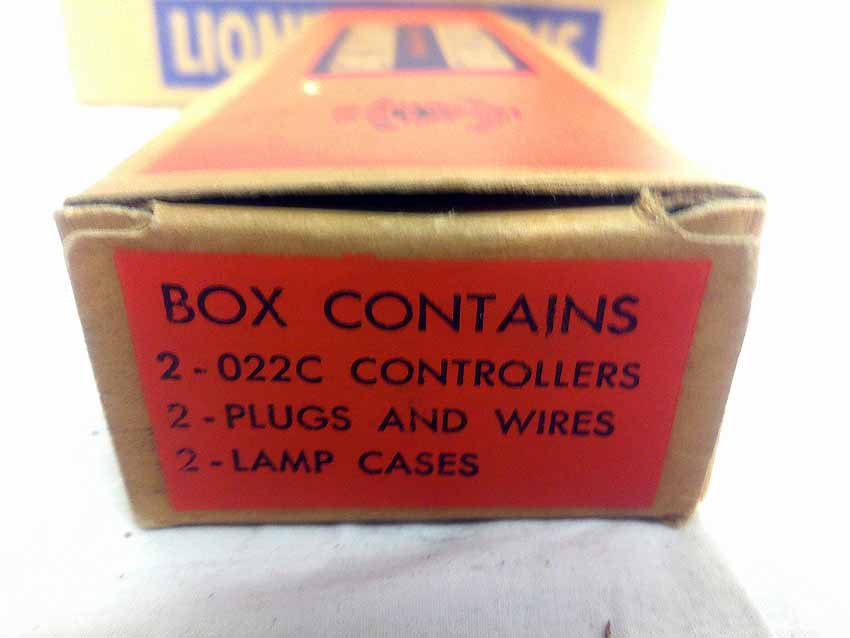 BOX CONTAINS
2-022C CONTROLLERS
2-PLUGS AND WIRES
2-LAMP CASES